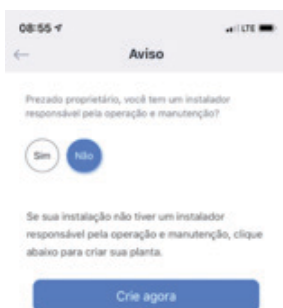 08:55
LTE
Aviso
Prezado proprietário, você tem um instalador
responsável pela operação e manutenção?
Sim Não
Se sua instalação não tiver um instalador
responsável pela operação e manutenção, clique
abaixo para criar sua planta.
Crie agora